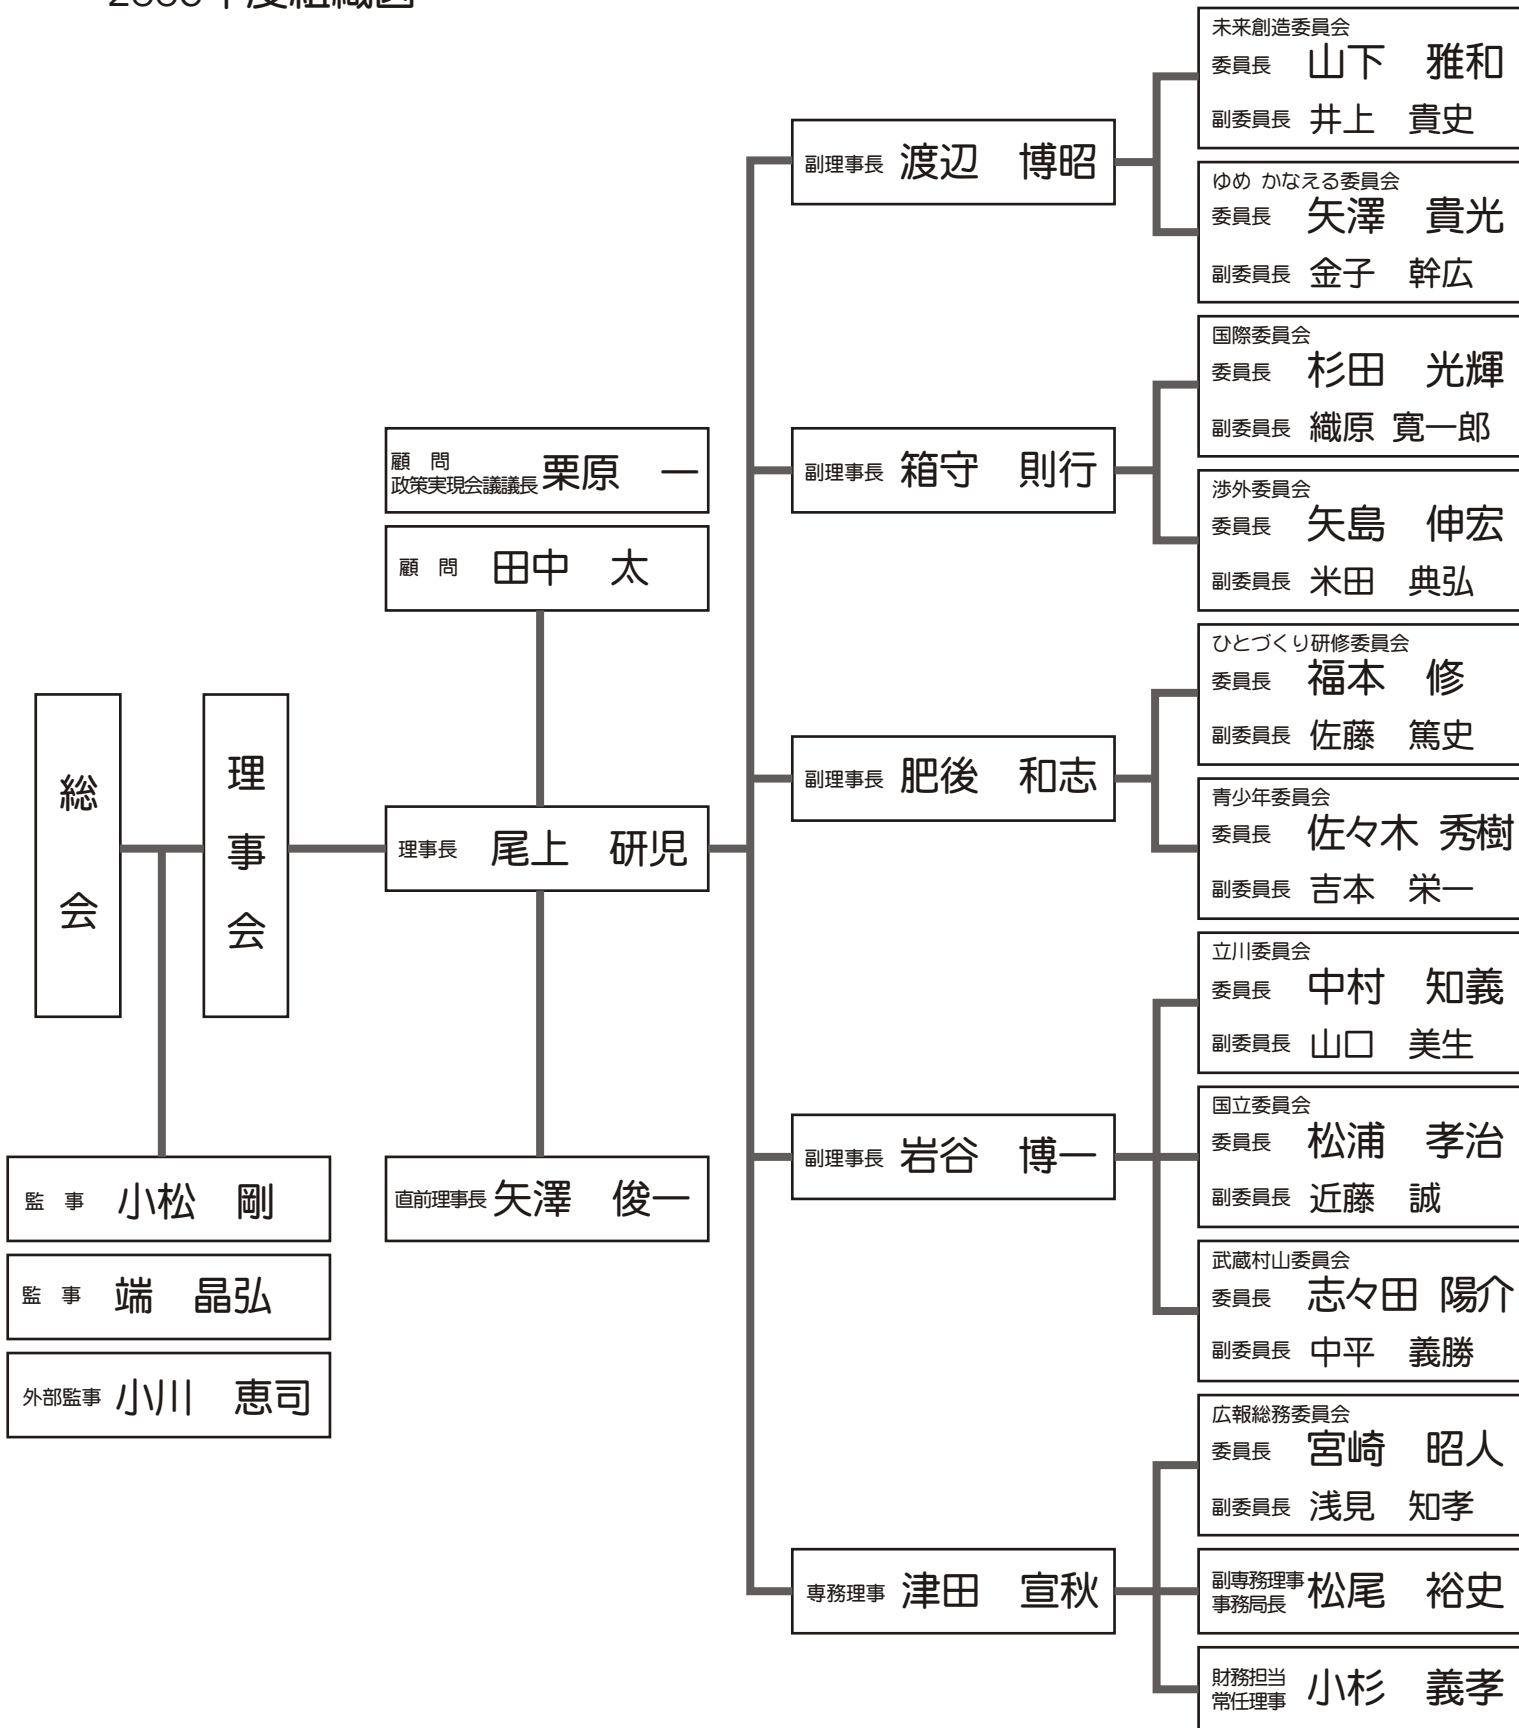 年度組織図
総会
理事会
監　事 小松　剛
監　事 端　晶弘
外部監事 小川　恵司
顧　問
政策実現会議議長 栗原　一
顧　問 田中　太
理事長 尾上　研児
直前理事長 矢澤　俊一
副理事長 渡辺　博昭
未来創造委員会
委員長 山下　雅和
副委員長 井上　貴史
ゆめ かなえる委員会
委員長 矢澤　貴光
副委員長 金子　幹広
副理事長 箱守　則行
国際委員会
委員長 杉田　光輝
副委員長 織原 寛一郎
渉外委員会
委員長 矢島　伸宏
副委員長 米田　典弘
副理事長 肥後　和志
ひとづくり研修委員会
委員長 福本　修
副委員長 佐藤　篤史
青少年委員会
委員長 佐々木 秀樹
副委員長 吉本　栄一
副理事長 岩谷　博一
立川委員会
委員長 中村　知義
副委員長 山口　美生
国立委員会
委員長 松浦　孝治
副委員長 近藤　誠
武蔵村山委員会
委員長 志々田 陽介
副委員長 中平　義勝
専務理事 津田　宣秋
広報総務委員会
委員長 宮崎　昭人
副委員長 浅見　知孝
副専務理事
事務局長 松尾　裕史
財務担当
常任理事 小杉　義孝